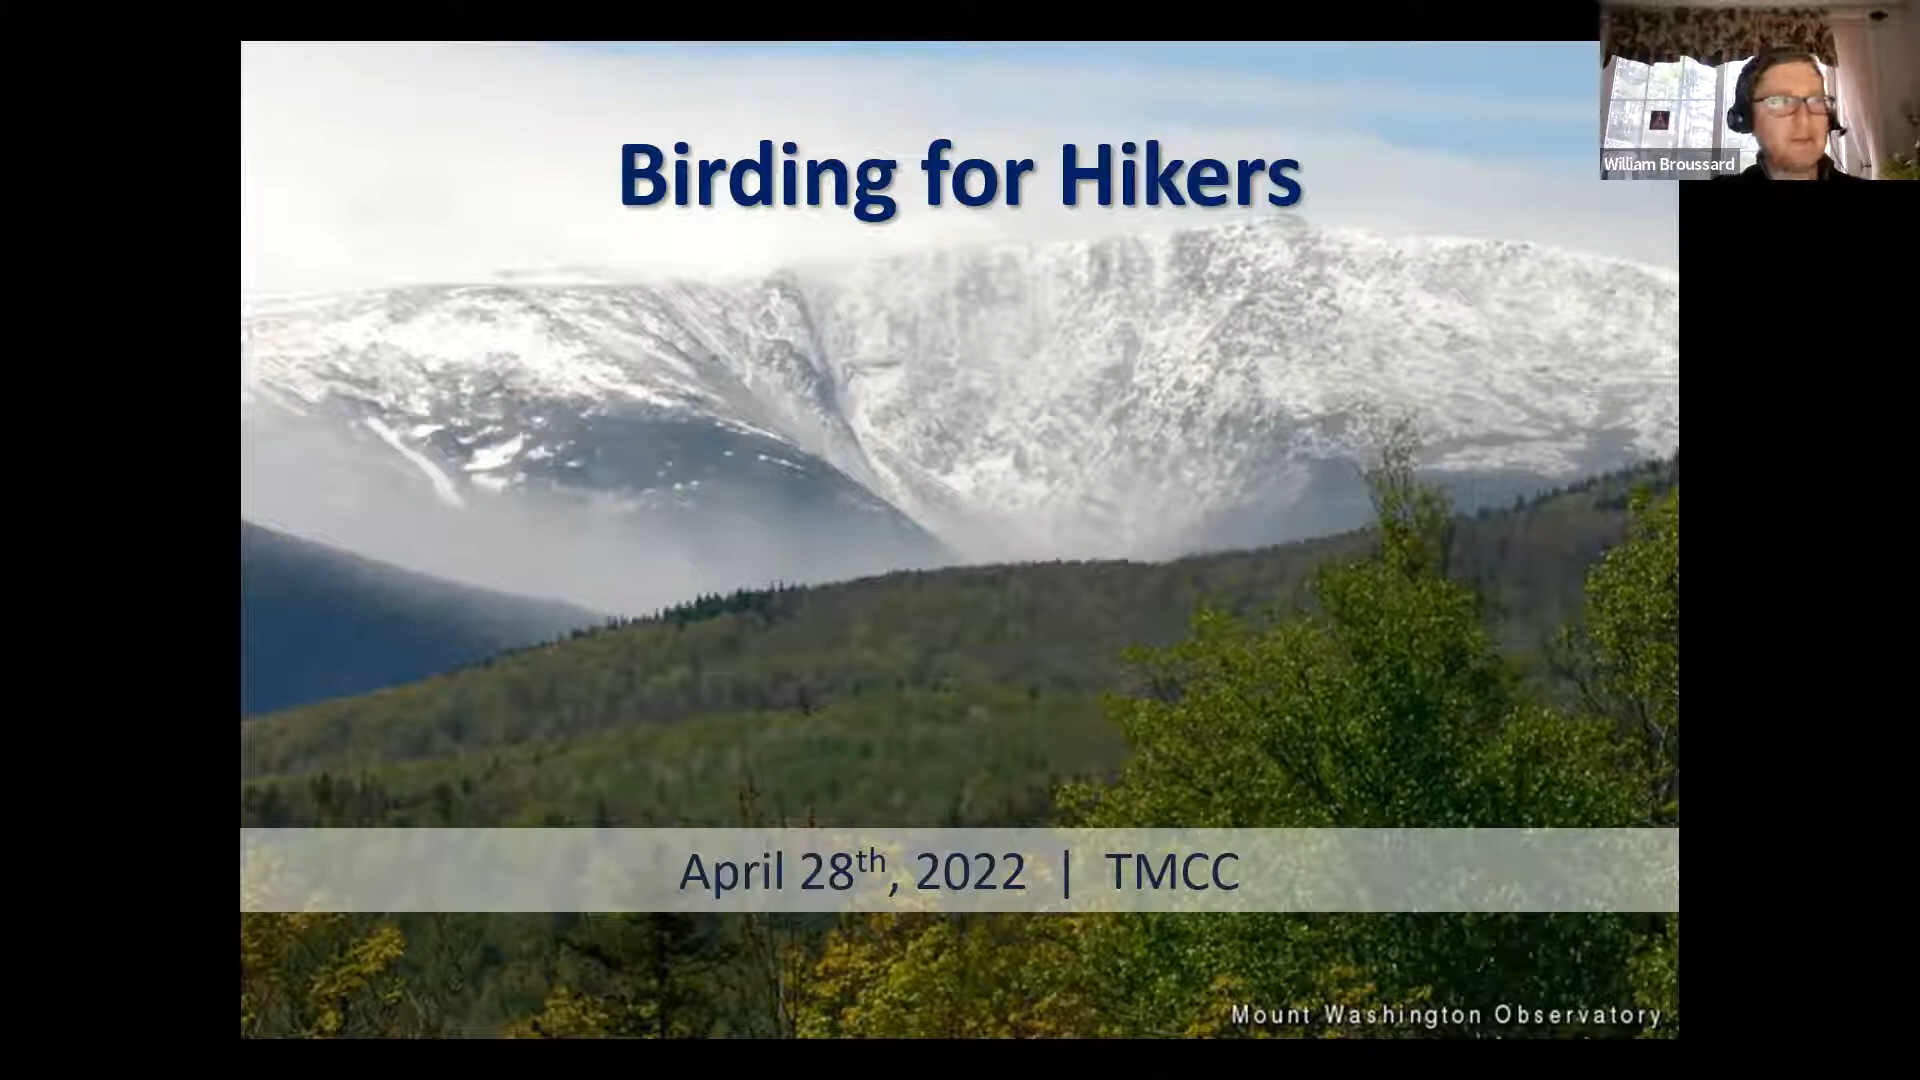 Birding for Hikers
William Broussard
April 28th, 2022 | TMCC
Mount Washington Observatory